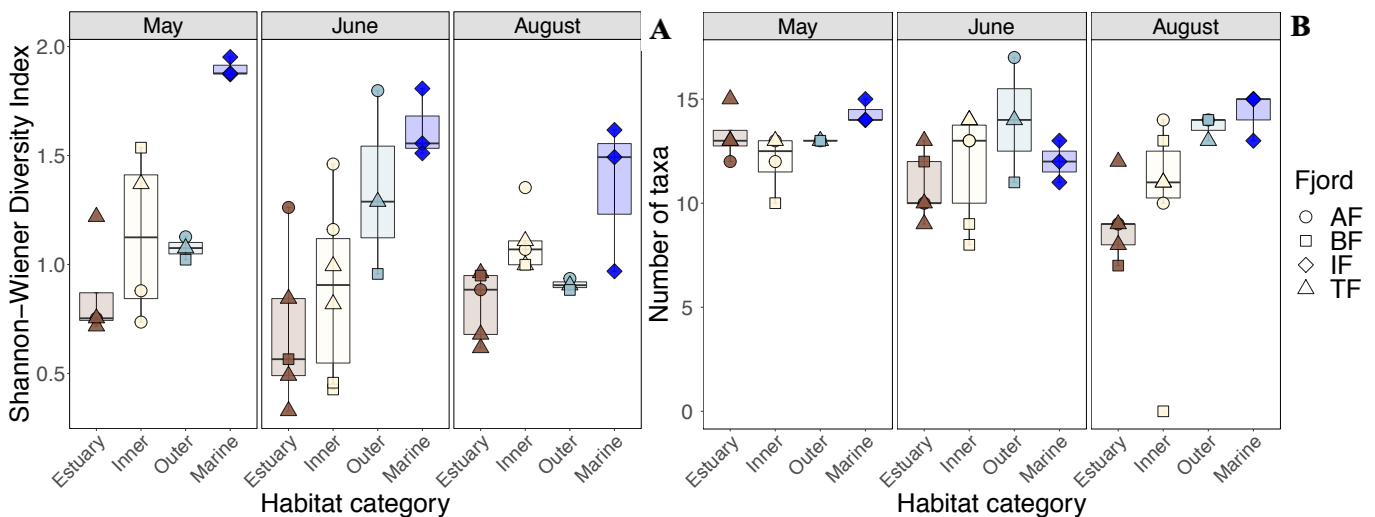 May June August A
Shannon−Wiener Diversity Index
2.0
1.5
1.0
0.5
Estuary Inner Outer Marine Estuary Inner Outer Marine Estuary Inner Outer Marine
Habitat category
May June August B
Number of taxa
15
10
5
0
Estuary Inner Outer Marine Estuary Inner Outer Marine Estuary Inner Outer Marine
Habitat category
Fjord
AF
BF
IF
TF